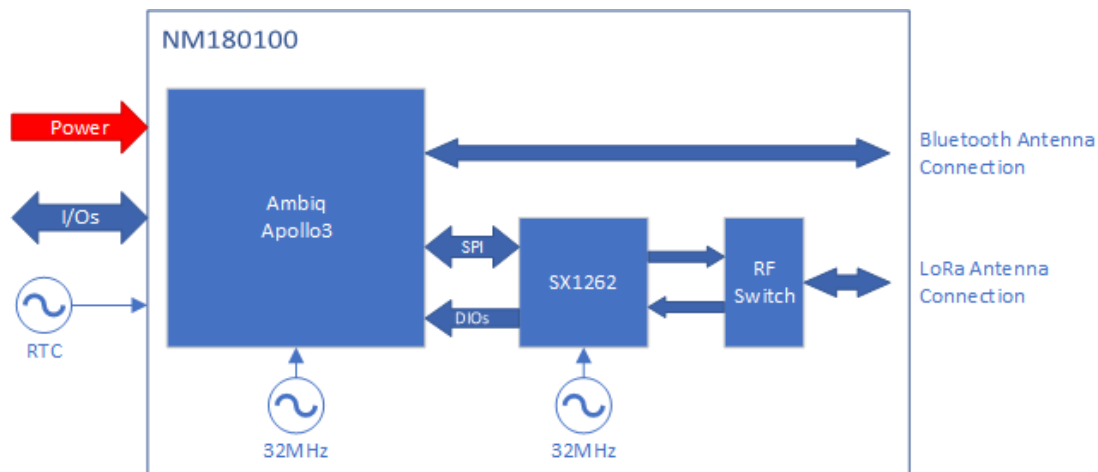 NM180100
Power
I/Os
RTC
Ambiq
Apollo3
SPI
DIOs
SX1262
RF
Switch
Bluetooth Antenna
Connection
LoRa Antenna
Connection
32MHz
32MHz